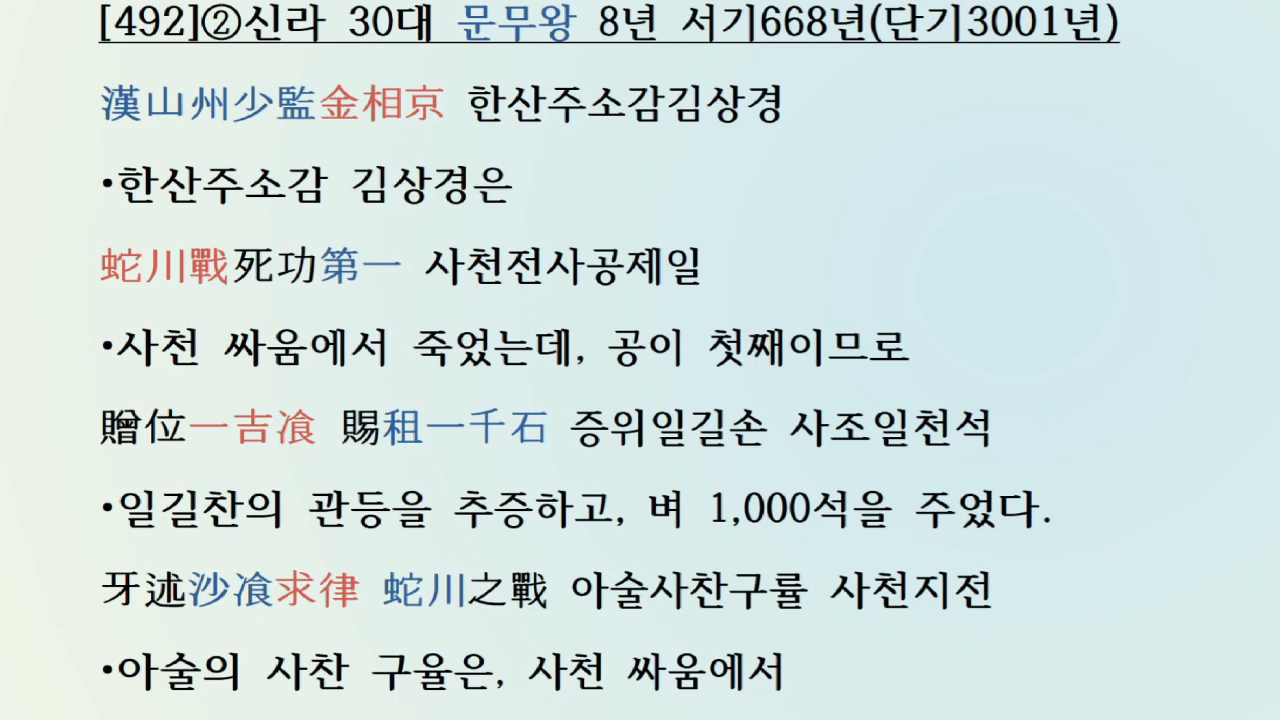 [492]②신라 30대 문무왕 8년 서기668년(단기3001년)
漢山州少監金相京 한산주소감김상경
•한산주소감 김상경은
蛇川戰死功第一 사천전사공제일
•사천 싸움에서 죽었는데, 공이 첫째이므로
贈位一吉飡 賜租一千石 증위일길손 사조일천석
•일길찬의 관등을 추증하고, 벼 1,000석을 주었다.
牙述沙飡求律 蛇川之戰 아술사찬구률 사천지전
•아술의 사찬 구율은, 사천 싸움에서